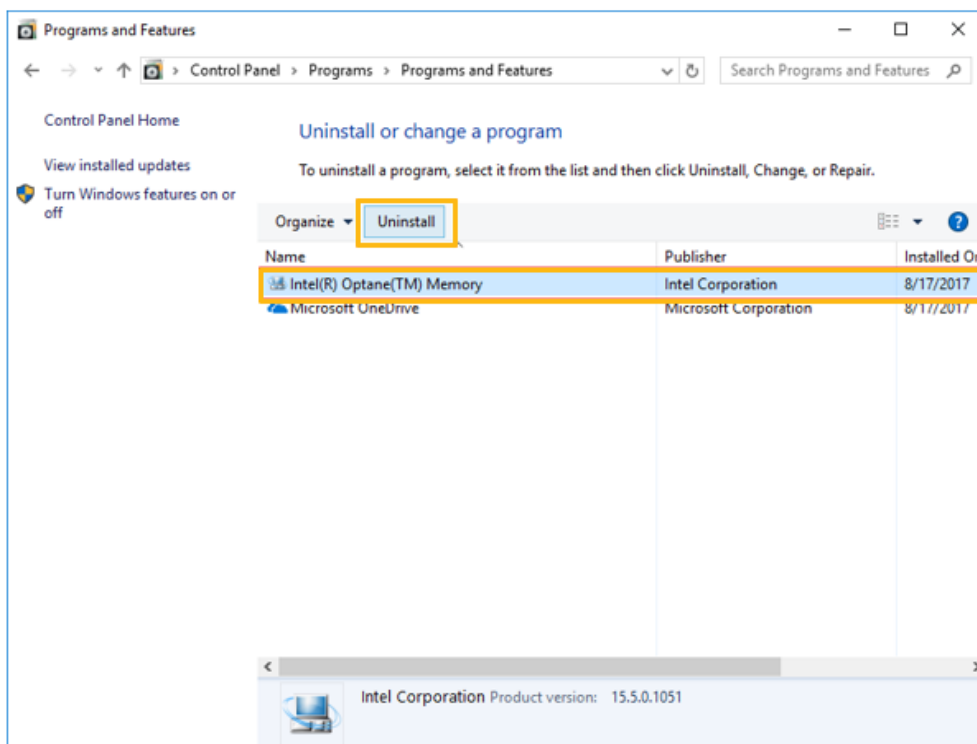 Programs and Features
Control Panel > Programs > Programs and Features
Search Programs and Features
Control Panel Home
View installed updates
Turn Windows features on or
off
Uninstall or change a program
To uninstall a program, select it from the list and then click Uninstall, Change, or Repair.
Organize Uninstall
Name Publisher Installed On
Intel(R) Optane(TM) Memory Intel Corporation 8/17/2017
Microsoft OneDrive Microsoft Corporation 8/17/2017
Intel Corporation Product version: 15.5.0.1051